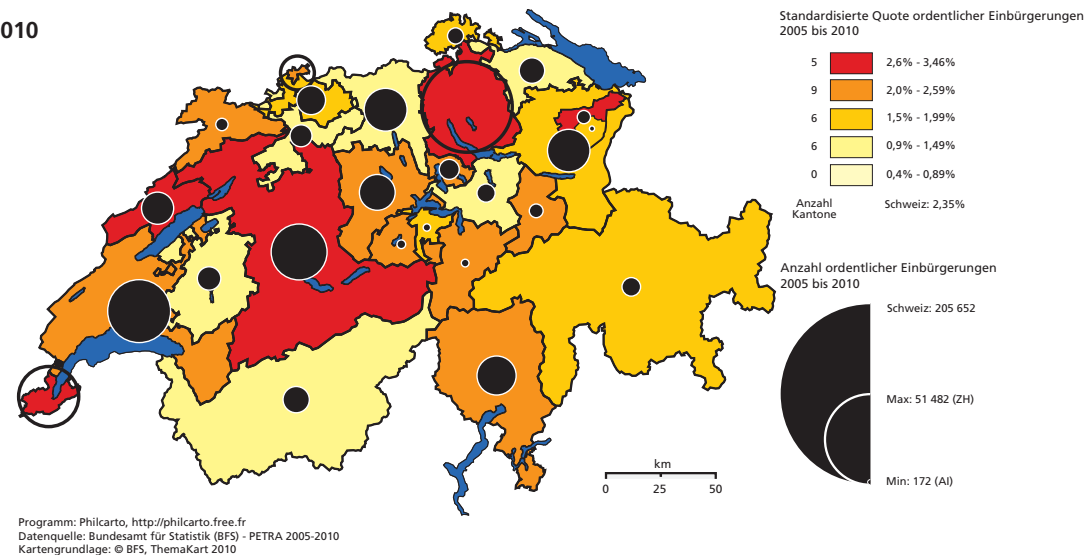 010
Standardisierte Quote ordentlicher Einbürgerungen
2005 bis 2010
5 2,6% - 3,46%
9 2,0% - 2,59%
6 1,5% - 1,99%
6 0,9% - 1,49%
0 0,4% - 0,89%
Anzahl
Kantone
Schweiz: 2,35%
Anzahl ordentlicher Einbürgerungen
2005 bis 2010
Schweiz: 205 652
Max: 51 482 (ZH)
Min: 172 (AI)
km
0 25 50
Programm: Philcarto, http://philcarto.free.fr
Datenquelle: Bundesamt für Statistik (BFS) - PETRA 2005-2010
Kartengrundlage: © BFS, ThemaKart 2010